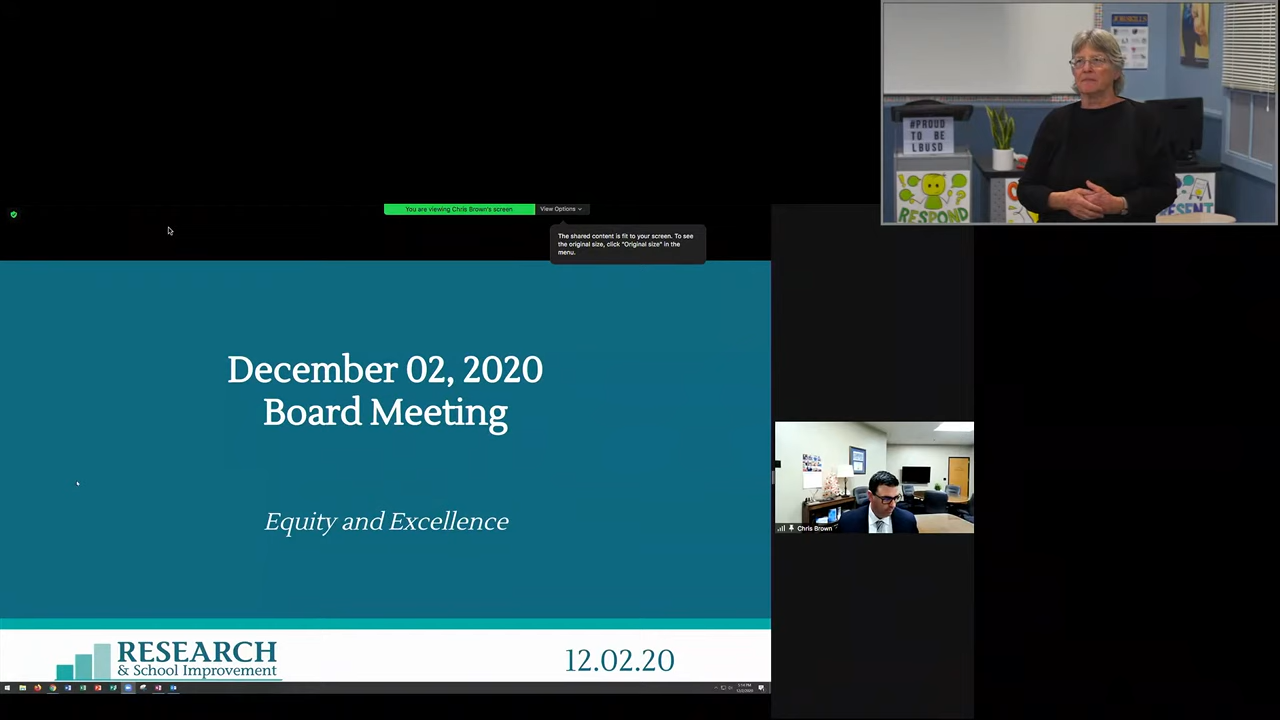 #PROUD
TO BE
LBUSD
RESPOND
You are viewing Chris Brown's screen
View Options
The shared content is fit to your screen. To see
the original size, click "Original size" in the
menu.
December 02, 2020
Board Meeting
Equity and Excellence
Chris Brown
RESEARCH
& School Improvement
12.02.20